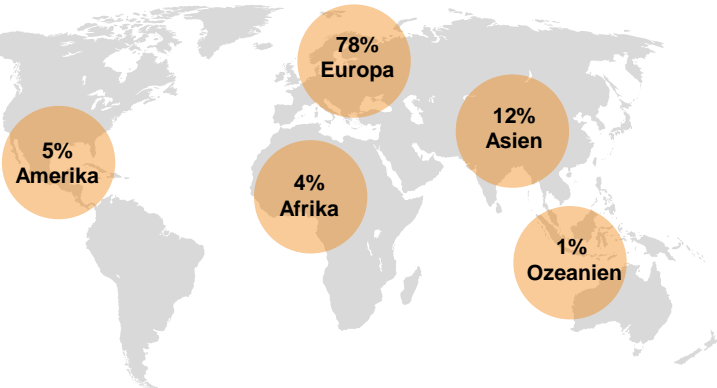 78%
Europa
12%
Asien
5%
Amerika
4%
Afrika
1%
Ozeanien